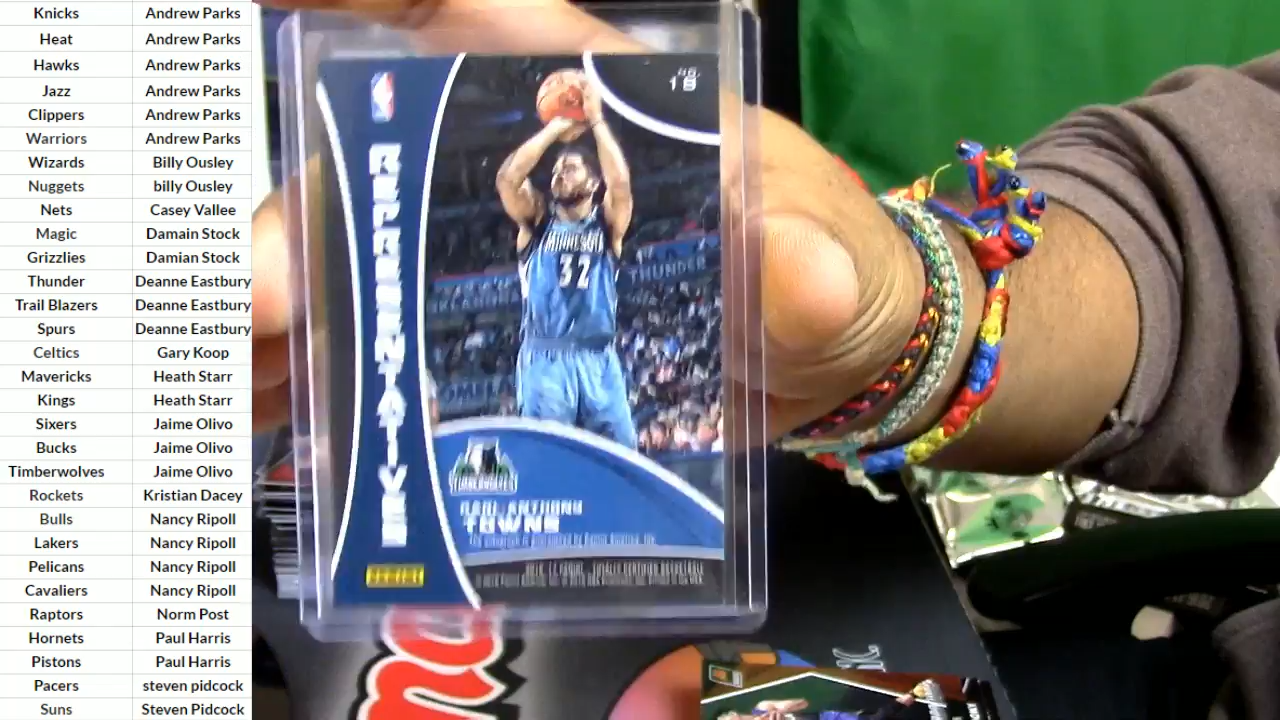 Knicks Andrew Parks
Heat Andrew Parks
Hawks Andrew Parks
Jazz Andrew Parks
Clippers Andrew Parks
Warriors Andrew Parks
Wizards Billy Ousley
Nuggets billy Ousley
Nets Casey Vallee
Magic Damain Stock
Grizzlies Damian Stock
Thunder Deanne Eastbury
Trail Blazers Deanne Eastbury
Spurs Deanne Eastbury
Celtics Gary Koop
Mavericks Heath Starr
Kings Heath Starr
Sixers Jaime Olivo
Bucks Jaime Olivo
Timberwolves Jaime Olivo
Rockets Kristian Dacey
Bulls Nancy Ripoll
Lakers Nancy Ripoll
Pelicans Nancy Ripoll
Cavaliers Nancy Ripoll
Raptors Norm Post
Hornets Paul Harris
Pistons Paul Harris
Pacers steven pidcock
Suns Steven Pidcock
REPRESENTATIVE
MINNESOTA
32
THUNDER
TIMBERWOLVES
KARL-ANTHONY
TOWNS
PANINI